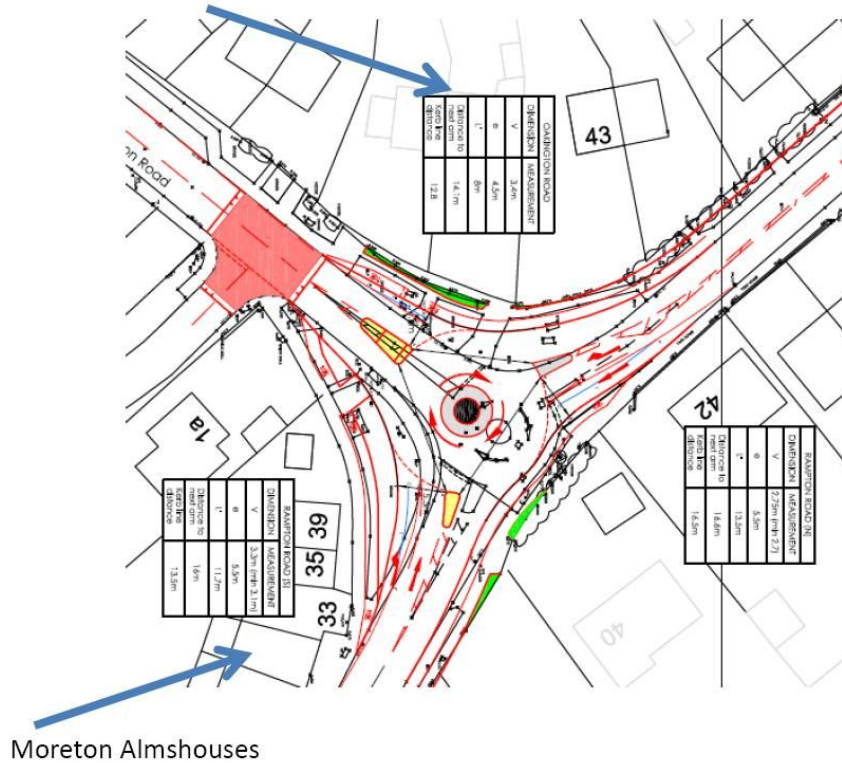 43
OAKINGTON ROAD
DIMENSION MEASUREMENT
V 3.4m
e 4.5m
L' 8m
Distance to next arm 14.1m
Kerb line distance 12.8
on Road
42
1a
RAMPTON ROAD (N)
DIMENSION MEASUREMENT
V 2.75m (min 2.7)
e 5.5m
L' 13.5m
Distance to next arm 16.6m
Kerb line distance 16.5m
RAMPTON ROAD (S)
DIMENSION MEASUREMENT
V 3.3m (min 3.1m)
e 5.5m
L' 11.7m
Distance to next arm 16m
Kerb line distance 13.5m
39
35
33
40
Moreton Almshouses